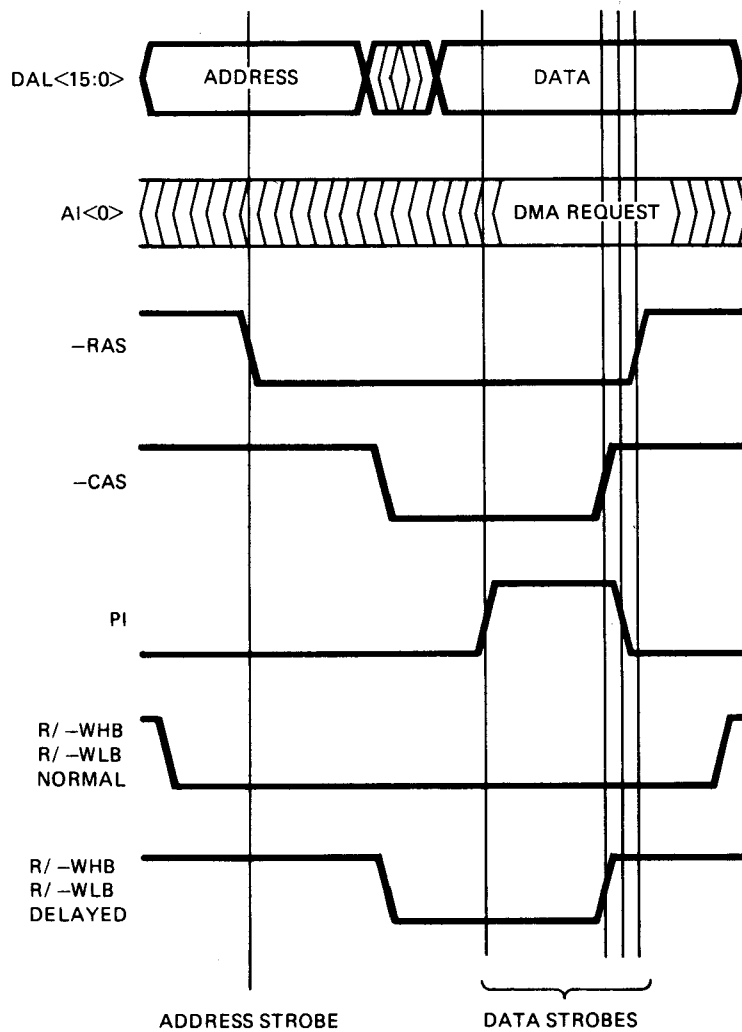 DAL<15:0>
ADDRESS
DATA
AI<0>
DMA REQUEST
–RAS
–CAS
PI
R/ –WHB
R/ –WLB
NORMAL
R/ –WHB
R/ –WLB
DELAYED
ADDRESS STROBE
DATA STROBES